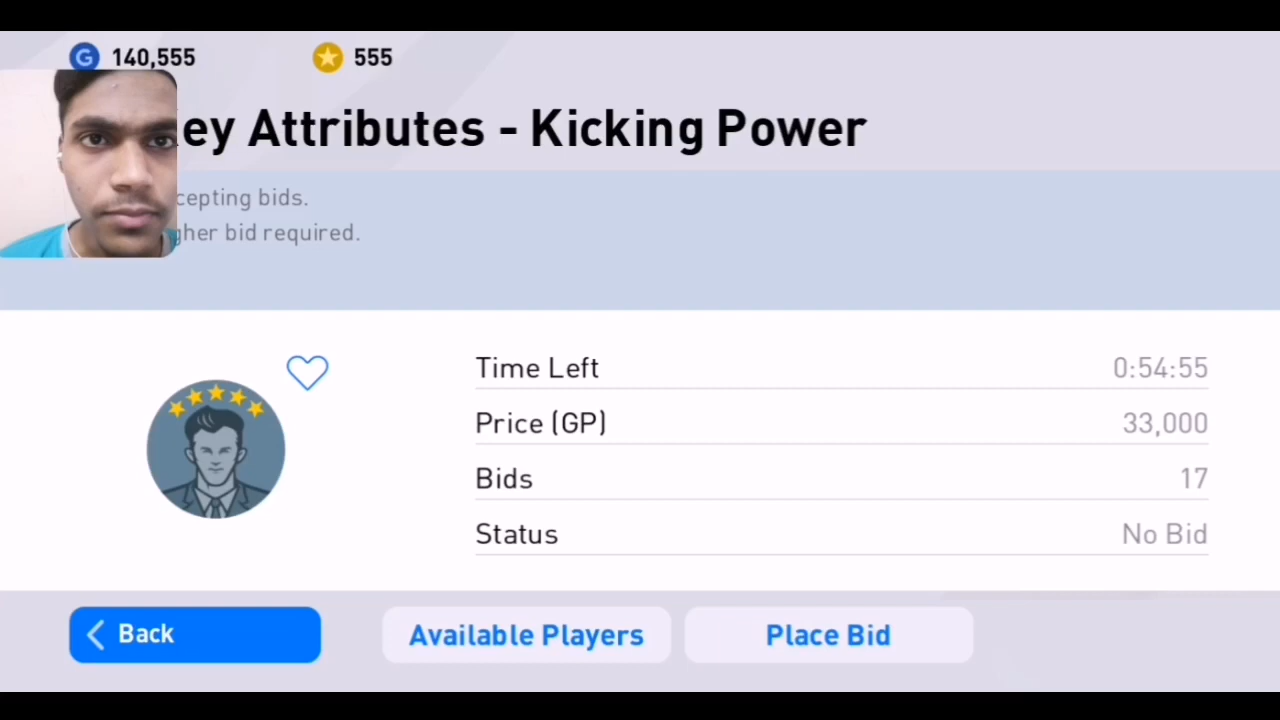 G 140,555 555
ey Attributes - Kicking Power
cepting bids.
gher bid required.
Time Left 0:54:55
Price (GP) 33,000
Bids 17
Status No Bid
Back Available Players Place Bid